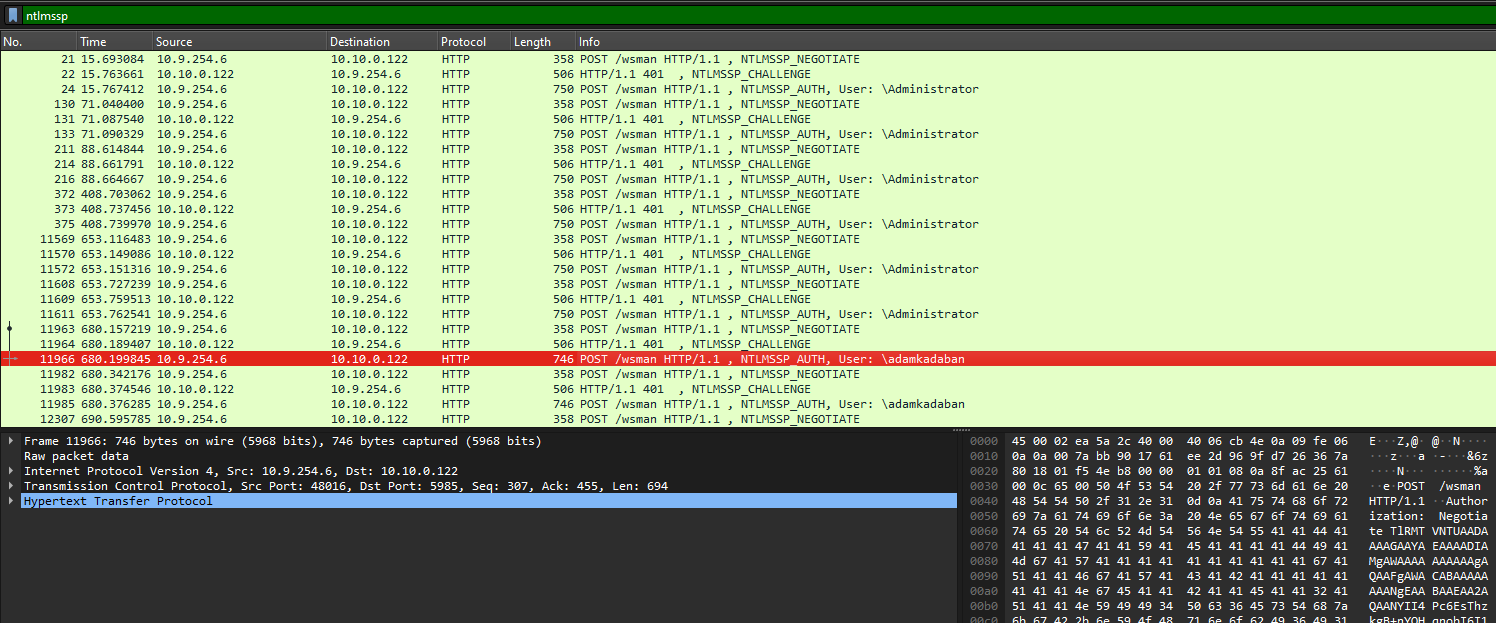 ntlmssp
No. Time Source Destination Protocol Length Info
21 15.693084 10.9.254.6 10.10.0.122 HTTP 358 POST /wsman HTTP/1.1 , NTLMSSP_NEGOTIATE
22 15.763661 10.10.0.122 10.9.254.6 HTTP 506 HTTP/1.1 401 , NTLMSSP_CHALLENGE
24 15.767412 10.9.254.6 10.10.0.122 HTTP 750 POST /wsman HTTP/1.1 , NTLMSSP_AUTH, User: \Administrator
130 71.040400 10.9.254.6 10.10.0.122 HTTP 358 POST /wsman HTTP/1.1 , NTLMSSP_NEGOTIATE
131 71.087540 10.10.0.122 10.9.254.6 HTTP 506 HTTP/1.1 401 , NTLMSSP_CHALLENGE
133 71.090329 10.9.254.6 10.10.0.122 HTTP 750 POST /wsman HTTP/1.1 , NTLMSSP_AUTH, User: \Administrator
211 88.614844 10.9.254.6 10.10.0.122 HTTP 358 POST /wsman HTTP/1.1 , NTLMSSP_NEGOTIATE
214 88.661791 10.10.0.122 10.9.254.6 HTTP 506 HTTP/1.1 401 , NTLMSSP_CHALLENGE
216 88.664667 10.9.254.6 10.10.0.122 HTTP 750 POST /wsman HTTP/1.1 , NTLMSSP_AUTH, User: \Administrator
372 408.703062 10.9.254.6 10.10.0.122 HTTP 358 POST /wsman HTTP/1.1 , NTLMSSP_NEGOTIATE
373 408.737456 10.10.0.122 10.9.254.6 HTTP 506 HTTP/1.1 401 , NTLMSSP_CHALLENGE
375 408.739970 10.9.254.6 10.10.0.122 HTTP 750 POST /wsman HTTP/1.1 , NTLMSSP_AUTH, User: \Administrator
11569 653.116483 10.9.254.6 10.10.0.122 HTTP 358 POST /wsman HTTP/1.1 , NTLMSSP_NEGOTIATE
11570 653.149086 10.10.0.122 10.9.254.6 HTTP 506 HTTP/1.1 401 , NTLMSSP_CHALLENGE
11572 653.151316 10.9.254.6 10.10.0.122 HTTP 750 POST /wsman HTTP/1.1 , NTLMSSP_AUTH, User: \Administrator
11608 653.727239 10.9.254.6 10.10.0.122 HTTP 358 POST /wsman HTTP/1.1 , NTLMSSP_NEGOTIATE
11609 653.759513 10.10.0.122 10.9.254.6 HTTP 506 HTTP/1.1 401 , NTLMSSP_CHALLENGE
11611 653.762541 10.9.254.6 10.10.0.122 HTTP 750 POST /wsman HTTP/1.1 , NTLMSSP_AUTH, User: \Administrator
11963 680.157219 10.9.254.6 10.10.0.122 HTTP 358 POST /wsman HTTP/1.1 , NTLMSSP_NEGOTIATE
11964 680.189407 10.10.0.122 10.9.254.6 HTTP 506 HTTP/1.1 401 , NTLMSSP_CHALLENGE
11966 680.199845 10.9.254.6 10.10.0.122 HTTP 746 POST /wsman HTTP/1.1 , NTLMSSP_AUTH, User: \adamkadaban
11982 680.342176 10.9.254.6 10.10.0.122 HTTP 358 POST /wsman HTTP/1.1 , NTLMSSP_NEGOTIATE
11983 680.374546 10.10.0.122 10.9.254.6 HTTP 506 HTTP/1.1 401 , NTLMSSP_CHALLENGE
11985 680.376285 10.9.254.6 10.10.0.122 HTTP 746 POST /wsman HTTP/1.1 , NTLMSSP_AUTH, User: \adamkadaban
12307 690.595785 10.9.254.6 10.10.0.122 HTTP 358 POST /wsman HTTP/1.1 , NTLMSSP_NEGOTIATE
Frame 11966: 746 bytes on wire (5968 bits), 746 bytes captured (5968 bits)
Raw packet data
Internet Protocol Version 4, Src: 10.9.254.6, Dst: 10.10.0.122
Transmission Control Protocol, Src Port: 48016, Dst Port: 5985, Seq: 307, Ack: 455, Len: 694
Hypertext Transfer Protocol
0000 45 00 02 ea 5a 2c 40 00 40 06 cb 4e 0a 09 fe 06 E···Z,@· @··N····
0010 0a 0a 00 7a bb 90 17 61 ee 2d 96 9f d7 26 36 7a ···z···a ·-···&6z
0020 80 18 01 f5 4e b8 00 00 01 01 08 0a 8f ac 25 61 ····N··· ······%a
0030 00 0c 65 00 50 4f 53 54 20 2f 77 73 6d 61 6e 20 ··e·POST /wsman
0040 48 54 54 50 2f 31 2e 31 0d 0a 41 75 74 68 6f 72 HTTP/1.1 ··Author
0050 69 7a 61 74 69 6f 6e 3a 20 4e 65 67 6f 74 69 61 ization: Negotia
0060 74 65 20 54 6c 52 4d 54 56 4e 54 55 41 41 44 41 te TlRMT VNTUAADA
0070 41 41 41 47 41 41 59 41 45 41 41 41 41 44 49 41 AAAGAAYA EAAAADIA
0080 4d 67 41 57 41 41 41 41 41 41 41 41 41 41 67 41 MgAWAAAA AAAAAAgA
0090 51 41 41 46 67 41 57 41 43 41 42 41 41 41 41 41 QAAFgAWA CABAAAAA
00a0 41 41 41 4e 67 45 41 41 42 41 41 45 41 41 32 41 AAANgEAA BAAEAA2A
00b0 51 41 41 4e 59 49 49 34 50 63 36 45 73 54 68 7a QAANYII4 Pc6EsThz